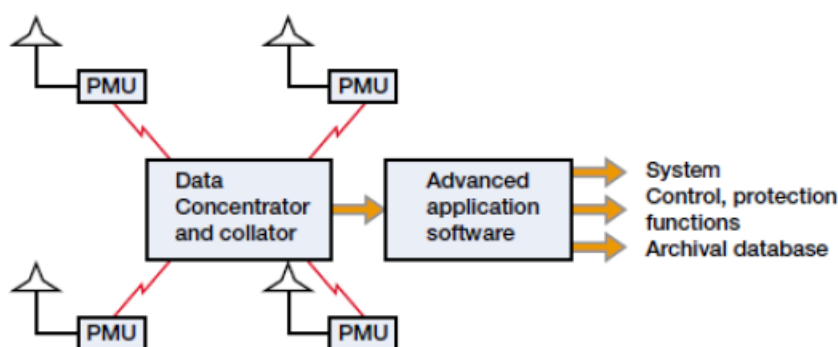 PMU
PMU
Data
Concentrator
and collator
Advanced
application
software
System
Control, protection
functions
Archival database
PMU
PMU